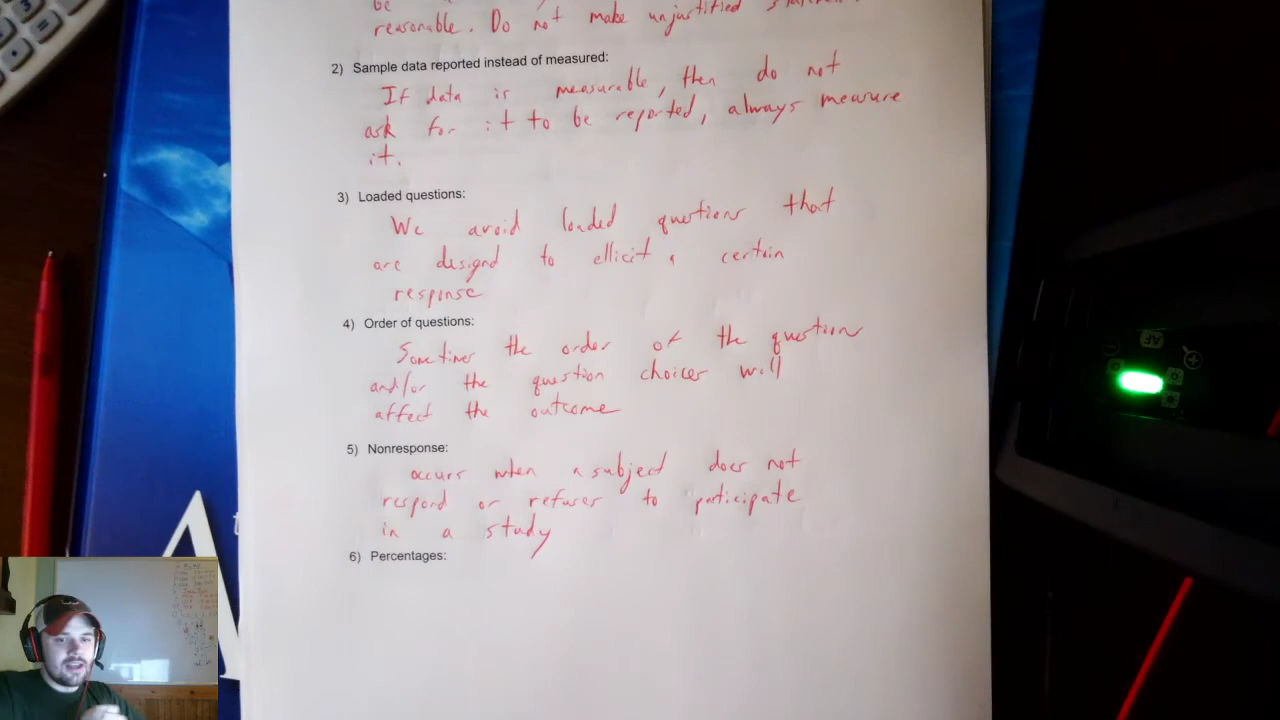 be
reasonable. Do not make unjustified
2) Sample data reported instead of measured:
If data is measurable, then do not
ask for it to be reported, always measure
it.
3) Loaded questions:
We avoid loaded questions that
are designd to ellicit a certain
response
4) Order of questions:
Sometimes the order of the question
and/or the question choices will
affect the outcome
5) Nonresponse:
occurs when a subject does not
respond or refuses to participate
in a study
6) Percentages:
AF